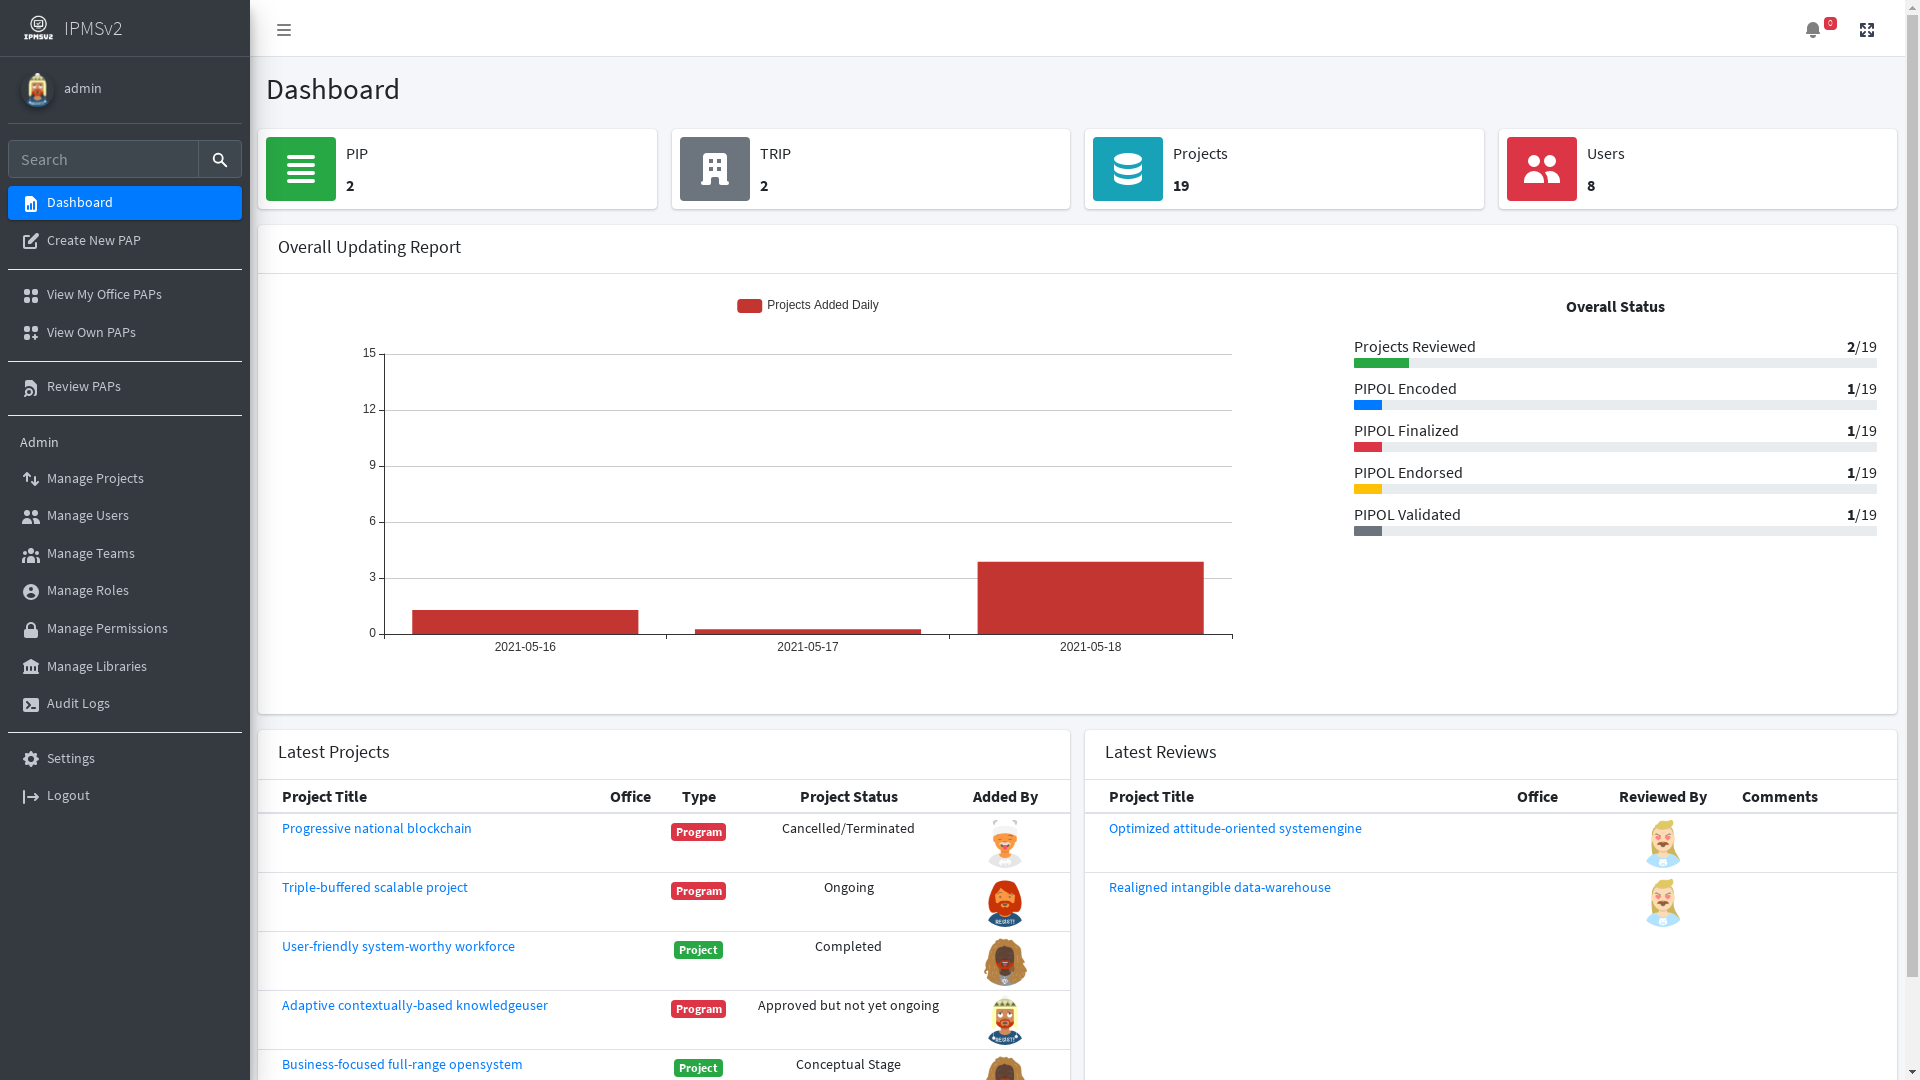 IPMSV2
IPMSv2
admin
Search
Dashboard
Create New PAP
View My Office PAPs
View Own PAPs
Review PAPs
Admin
Manage Projects
Manage Users
Manage Teams
Manage Roles
Manage Permissions
Manage Libraries
Audit Logs
Settings
Logout
0
Dashboard
PIP
2
TRIP
2
Projects
19
Users
8
Overall Updating Report
Projects Added Daily
15
12
9
6
3
0
2021-05-16 2021-05-17 2021-05-18
Overall Status
Projects Reviewed 2/19
PIPOL Encoded 1/19
PIPOL Finalized 1/19
PIPOL Endorsed 1/19
PIPOL Validated 1/19
Latest Projects
Project Title Office Type Project Status Added By
Progressive national blockchain Program Cancelled/Terminated
Triple-buffered scalable project Program Ongoing
User-friendly system-worthy workforce Project Completed
Adaptive contextually-based knowledgeuser Program Approved but not yet ongoing
Business-focused full-range opensystem Project Conceptual Stage
Latest Reviews
Project Title Office Reviewed By Comments
Optimized attitude-oriented systemengine
Realigned intangible data-warehouse